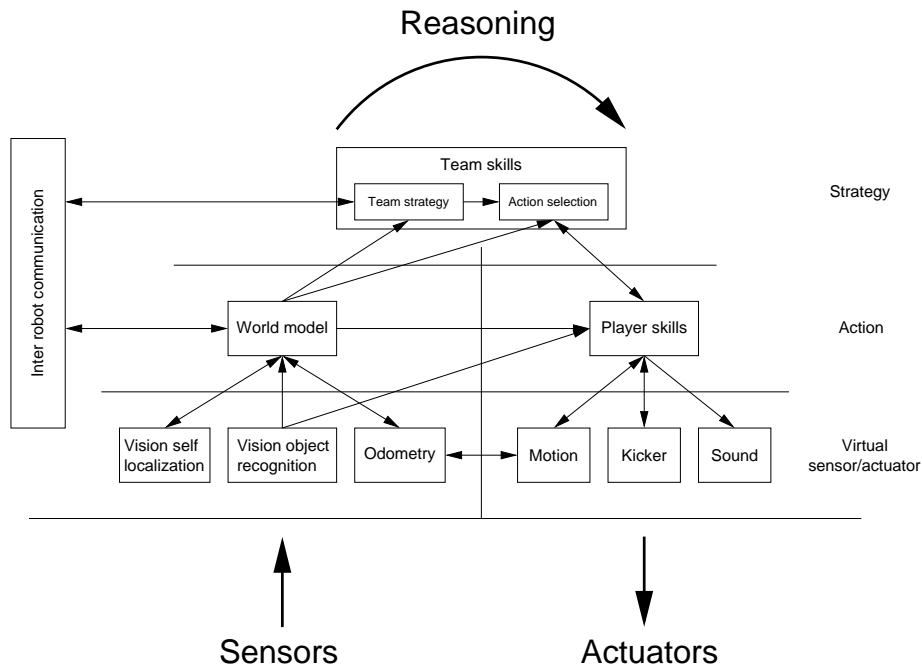 Reasoning
Team skills
Team strategy
Action selection
Strategy
Inter robot communication
World model
Player skills
Action
Vision self
localization
Vision object
recognition
Odometry
Motion
Kicker
Sound
Virtual
sensor/actuator
Sensors
Actuators